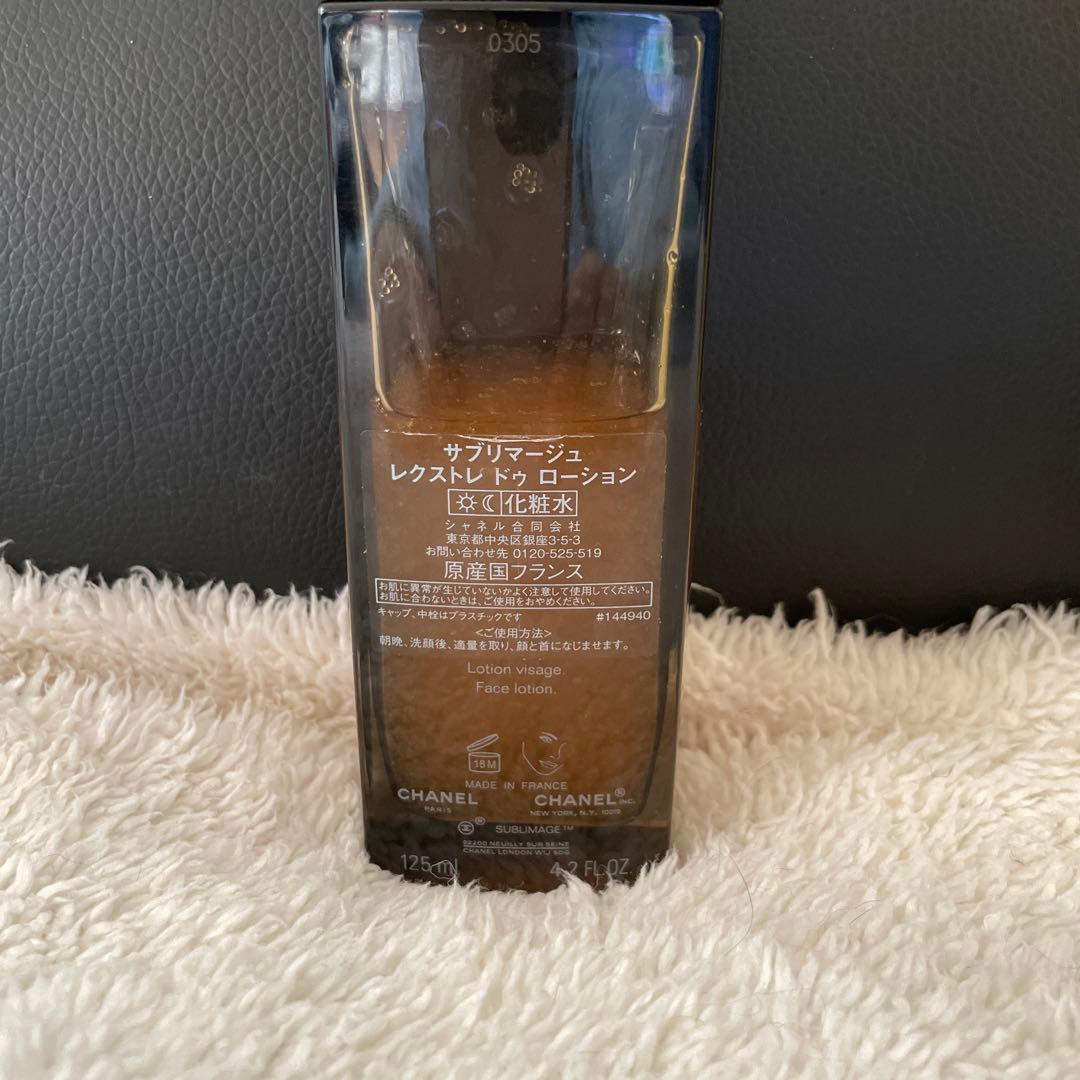 0305
サブリマージュ
レクストレ ドゥ ローション
化粧水
シャネル合同会社
東京都中央区銀座3-5-3
お問い合わせ先 0120-525-519
原産国フランス
お肌に異常が生じていないかよく注意して使用してください。
お肌に合わないときは、ご使用をおやめください。
キャップ、中栓はプラスチックです #144940
<ご使用方法>
朝晩、洗顔後、適量を取り、顔と首になじませます。
Lotion visage.
Face lotion.
18M
MADE IN FRANCE
CHANEL CHANEL® INC.
PARIS NEW YORK, N.Y. 10019
® SUBLIMAGE™
92200 NEUILLY SUR SEINE
CHANEL LONDON W1J 5DG
125 ml 4.2 FL.OZ.